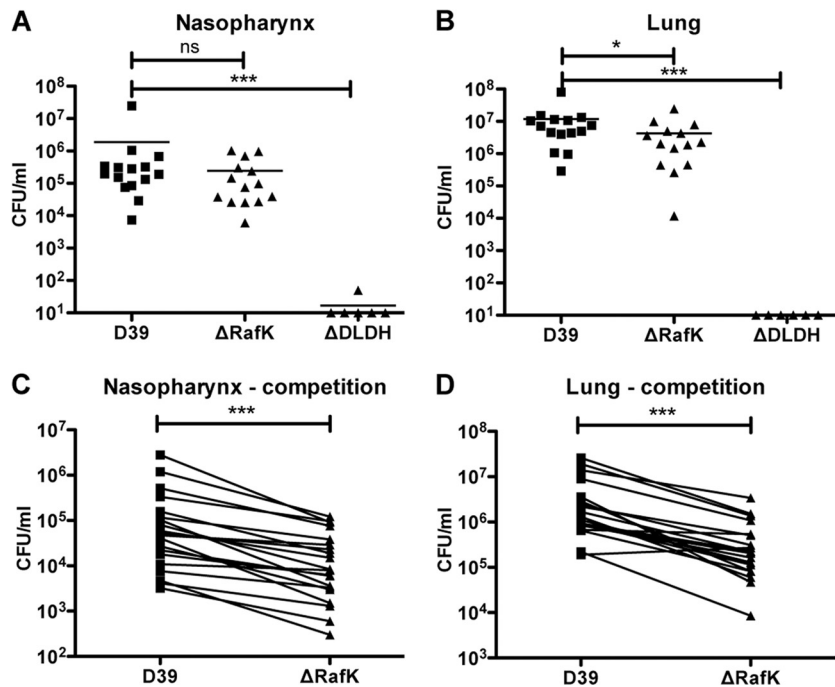 A
Nasopharynx
ns
***
10⁸
10⁷
10⁶
10⁵
10⁴
10³
10²
10¹
CFU/ml
D39
ΔRafK
ΔDLDH
B
Lung
*
***
10⁸
10⁷
10⁶
10⁵
10⁴
10³
10²
10¹
CFU/ml
D39
ΔRafK
ΔDLDH
C
Nasopharynx - competition
***
10⁷
10⁶
10⁵
10⁴
10³
10²
CFU/ml
D39
ΔRafK
D
Lung - competition
***
10⁸
10⁷
10⁶
10⁵
10⁴
10³
CFU/ml
D39
ΔRafK